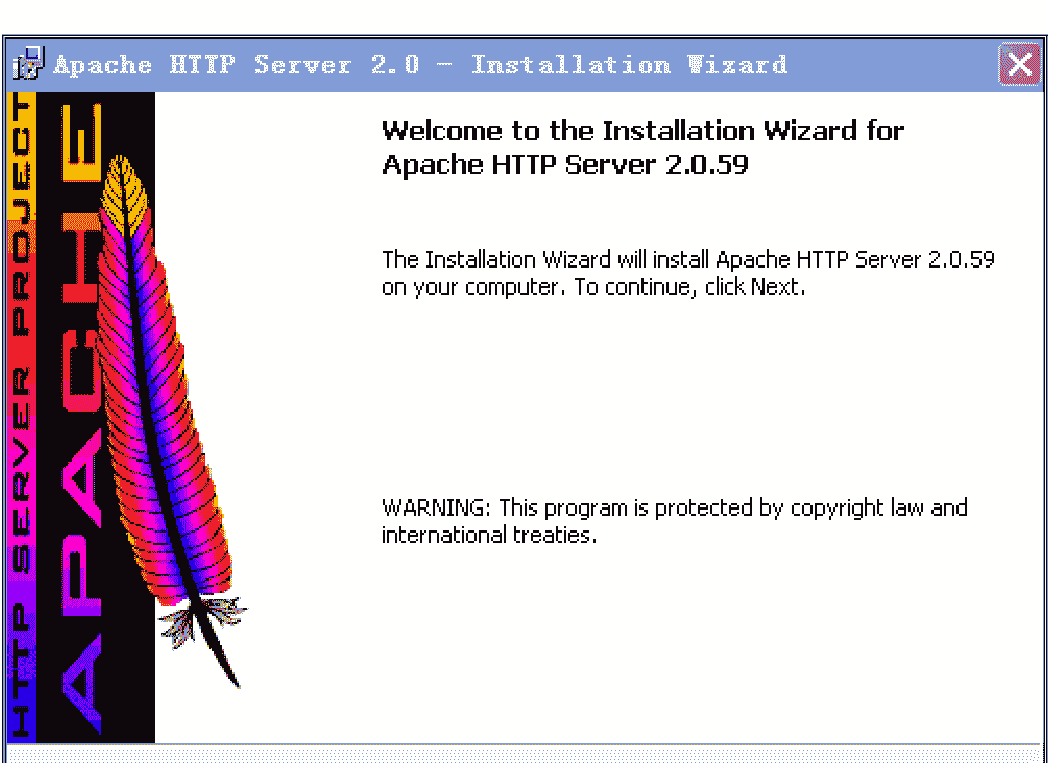 Apache HTTP Server 2.0 - Installation Wizard
HTTP SERVER PROJECT
APACHE
Welcome to the Installation Wizard for
Apache HTTP Server 2.0.59
The Installation Wizard will install Apache HTTP Server 2.0.59
on your computer. To continue, click Next.
WARNING: This program is protected by copyright law and
international treaties.